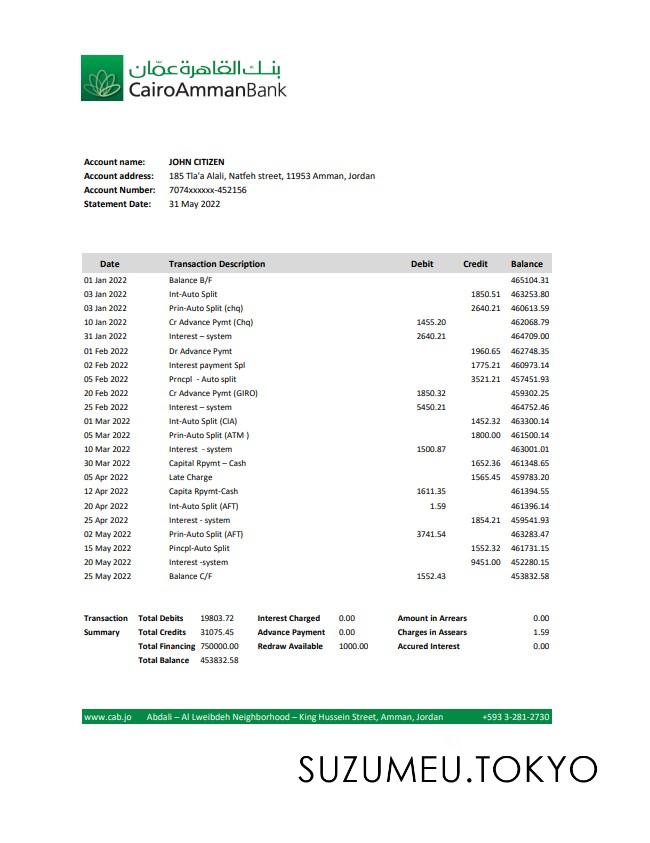 بنك القاهرة عمّان
CairoAmmanBank
Account name: JOHN CITIZEN
Account address: 185 Tla'a Alali, Natfeh street, 11953 Amman, Jordan
Account Number: 7074xxxxxx-452156
Statement Date: 31 May 2022
Date Transaction Description Debit Credit Balance
01 Jan 2022 Balance B/F 465104.31
03 Jan 2022 Int-Auto Split 1850.51 463253.80
03 Jan 2022 Prin-Auto Split (chq) 2640.21 460613.59
10 Jan 2022 Cr Advance Pymt (Chq) 1455.20 462068.79
31 Jan 2022 Interest – system 2640.21 464709.00
01 Feb 2022 Dr Advance Pymt 1960.65 462748.35
02 Feb 2022 Interest payment Spl 1775.21 460973.14
05 Feb 2022 Prncpl - Auto split 3521.21 457451.93
20 Feb 2022 Cr Advance Pymt (GIRO) 1850.32 459302.25
25 Feb 2022 Interest – system 5450.21 464752.46
01 Mar 2022 Int-Auto Split (CIA) 1452.32 463300.14
05 Mar 2022 Prin-Auto Split (ATM ) 1800.00 461500.14
10 Mar 2022 Interest - system 1500.87 463001.01
30 Mar 2022 Capital Rpymt – Cash 1652.36 461348.65
05 Apr 2022 Late Charge 1565.45 459783.20
12 Apr 2022 Capita Rpymt-Cash 1611.35 461394.55
20 Apr 2022 Int-Auto Split (AFT) 1.59 461396.14
25 Apr 2022 Interest - system 1854.21 459541.93
02 May 2022 Prin-Auto Split (AFT) 3741.54 463283.47
15 May 2022 Pincpl-Auto Split 1552.32 461731.15
20 May 2022 Interest -system 9451.00 452280.15
25 May 2022 Balance C/F 1552.43 453832.58
Transaction Total Debits 19803.72 Interest Charged 0.00 Amount in Arrears 0.00
Summary Total Credits 31075.45 Advance Payment 0.00 Charges in Assears 1.59
Total Financing 750000.00 Redraw Available 1000.00 Accured Interest 0.00
Total Balance 453832.58
www.cab.jo Abdali – Al Lweibdeh Neighborhood – King Hussein Street, Amman, Jordan +593 3-281-2730
SUZUMEU.TOKYO